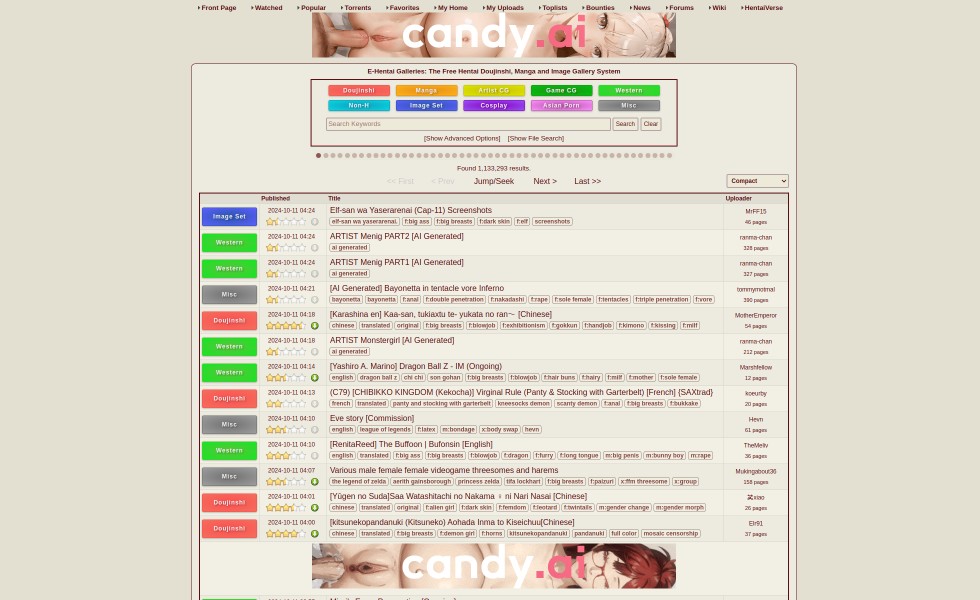 Front Page Watched Popular Torrents Favorites My Home My Uploads Toplists Bounties News Forums Wiki HentaiVerse
candy.ai
E-Hentai Galleries: The Free Hentai Doujinshi, Manga and Image Gallery System
Doujinshi Manga Artist CG Game CG Western
Non-H Image Set Cosplay Asian Porn Misc
Search Keywords Search Clear
[Show Advanced Options] [Show File Search]
Found 1,133,293 results.
<< First < Prev Jump/Seek Next > Last >> Compact
Published Title Uploader
Image Set 2024-10-11 04:24 Elf-san wa Yaserarenai (Cap-11) Screenshots MrFF15
elf-san wa yaserarenai. f:big ass f:big breasts f:dark skin f:elf screenshots 46 pages
Western 2024-10-11 04:24 ARTIST Menig PART2 [AI Generated] ranma-chan
ai generated 328 pages
Western 2024-10-11 04:24 ARTIST Menig PART1 [AI Generated] ranma-chan
ai generated 327 pages
Misc 2024-10-11 04:21 [AI Generated] Bayonetta in tentacle vore Inferno tommymotmal
bayonetta bayonetta f:anal f:double penetration f:nakadashi f:rape f:sole female f:tentacles f:triple penetration f:vore 390 pages
Doujinshi 2024-10-11 04:18 [Karashina en] Kaa-san, tukiaxtu te- yukata no ran～ [Chinese] MotherEmperor
chinese translated original f:big breasts f:blowjob f:exhibitionism f:gokkun f:handjob f:kimono f:kissing f:milf 54 pages
Western 2024-10-11 04:18 ARTIST Monstergirl [AI Generated] ranma-chan
ai generated 212 pages
Western 2024-10-11 04:14 [Yashiro A. Marino] Dragon Ball Z - IM (Ongoing) Marshfellow
english dragon ball z chi chi son gohan f:big breasts f:blowjob f:hair buns f:hairy f:milf f:mother f:sole female 12 pages
Doujinshi 2024-10-11 04:13 (C79) [CHIBIKKO KINGDOM (Kekocha)] Virginal Rule (Panty & Stocking with Garterbelt) [French] {SAXtrad} koeurby
french translated panty and stocking with garterbelt kneesocks demon scanty demon f:anal f:big breasts f:bukkake 20 pages
Misc 2024-10-11 04:10 Eve story [Commission] Hevn
english league of legends f:latex m:bondage x:body swap hevn 61 pages
Western 2024-10-11 04:10 [RenitaReed] The Buffoon | Bufonsin [English] TheMeliv
english translated f:big ass f:big breasts f:blowjob f:dragon f:furry f:long tongue m:big penis m:bunny boy m:rape 36 pages
Misc 2024-10-11 04:07 Various male female female videogame threesomes and harems Mukingabout36
the legend of zelda aerith gainsborough princess zelda tifa lockhart f:big breasts f:paizuri x:ffm threesome x:group 158 pages
Doujinshi 2024-10-11 04:01 [Yügen no Suda]Saa Watashitachi no Nakama ♀ ni Nari Nasai [Chinese] ⌘xiao
chinese translated original f:alien girl f:dark skin f:femdom f:leotard f:twintails m:gender change m:gender morph 26 pages
Doujinshi 2024-10-11 04:00 [kitsunekopandanuki (Kitsuneko) Aohada Inma to Kiseichuu[Chinese] Elr91
chinese translated f:big breasts f:demon girl f:horns kitsunekopandanuki pandanuki full color mosaic censorship 37 pages
candy.ai